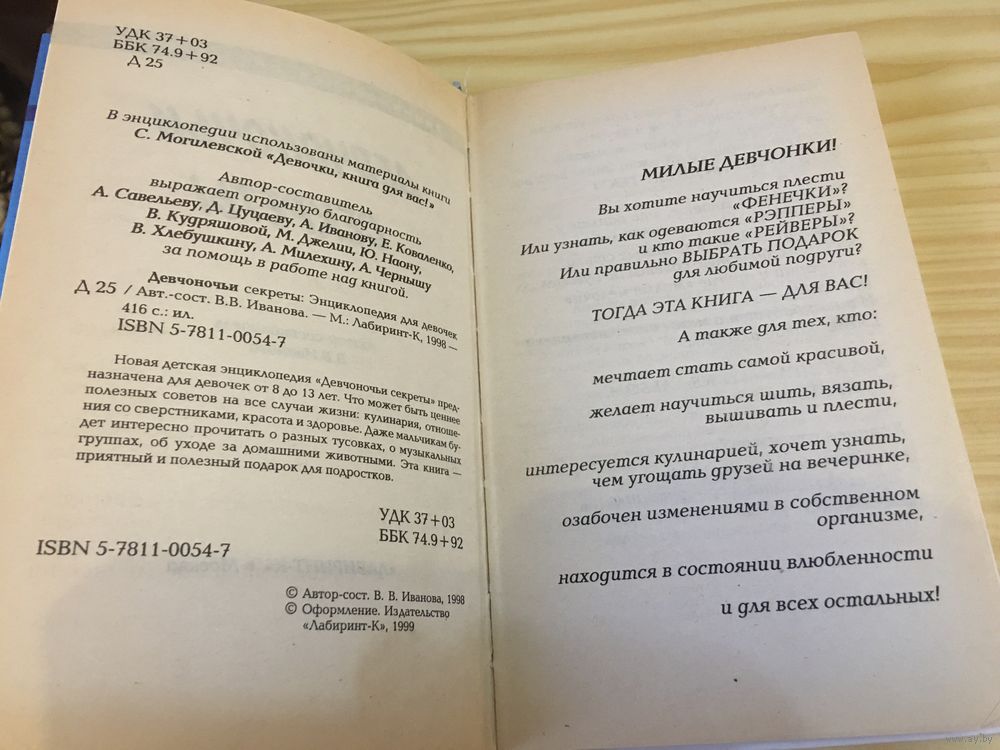 УДК 37+03
ББК 74.9+92
Д 25
В энциклопедии использованы материалы книги
С. Могилевской «Девочки, книга для вас!»
Автор-составитель
выражает огромную благодарность
А. Савельеву, Д. Цуцаеву, А. Иванову, Е. Коваленко,
В. Кудряшовой, М. Джелии, Ю. Наону,
В. Хлебушкину, А. Милехину, А. Чернышу
за помощь в работе над книгой.
Девчоночьи секреты: Энциклопедия для девочек
Д 25 / Авт.-сост. В.В. Иванова. — М.: Лабиринт-К, 1998 —
416 с.: ил.
ISBN 5-7811-0054-7
Новая детская энциклопедия «Девчоночьи секреты» пред-
назначена для девочек от 8 до 13 лет. Что может быть ценнее
полезных советов на все случаи жизни: кулинария, отноше-
ния со сверстниками, красота и здоровье. Даже мальчикам бу-
дет интересно прочитать о разных тусовках, о музыкальных
группах, об уходе за домашними животными. Эта книга —
приятный и полезный подарок для подростков.
УДК 37+03
ББК 74.9+92
ISBN 5-7811-0054-7
© Автор-сост. В. В. Иванова, 1998
© Оформление. Издательство
«Лабиринт-К», 1999
МИЛЫЕ ДЕВЧОНКИ!
Вы хотите научиться плести
«ФЕНЕЧКИ»?
Или узнать, как одеваются «РЭППЕРЫ»
и кто такие «РЕЙВЕРЫ»?
Или правильно ВЫБРАТЬ ПОДАРОК
для любимой подруги?
ТОГДА ЭТА КНИГА — ДЛЯ ВАС!
А также для тех, кто:
мечтает стать самой красивой,
желает научиться шить, вязать,
вышивать и плести,
интересуется кулинарией, хочет узнать,
чем угощать друзей на вечеринке,
озабочен изменениями в собственном
организме,
находится в состоянии влюбленности
и для всех остальных!
www.ay.by